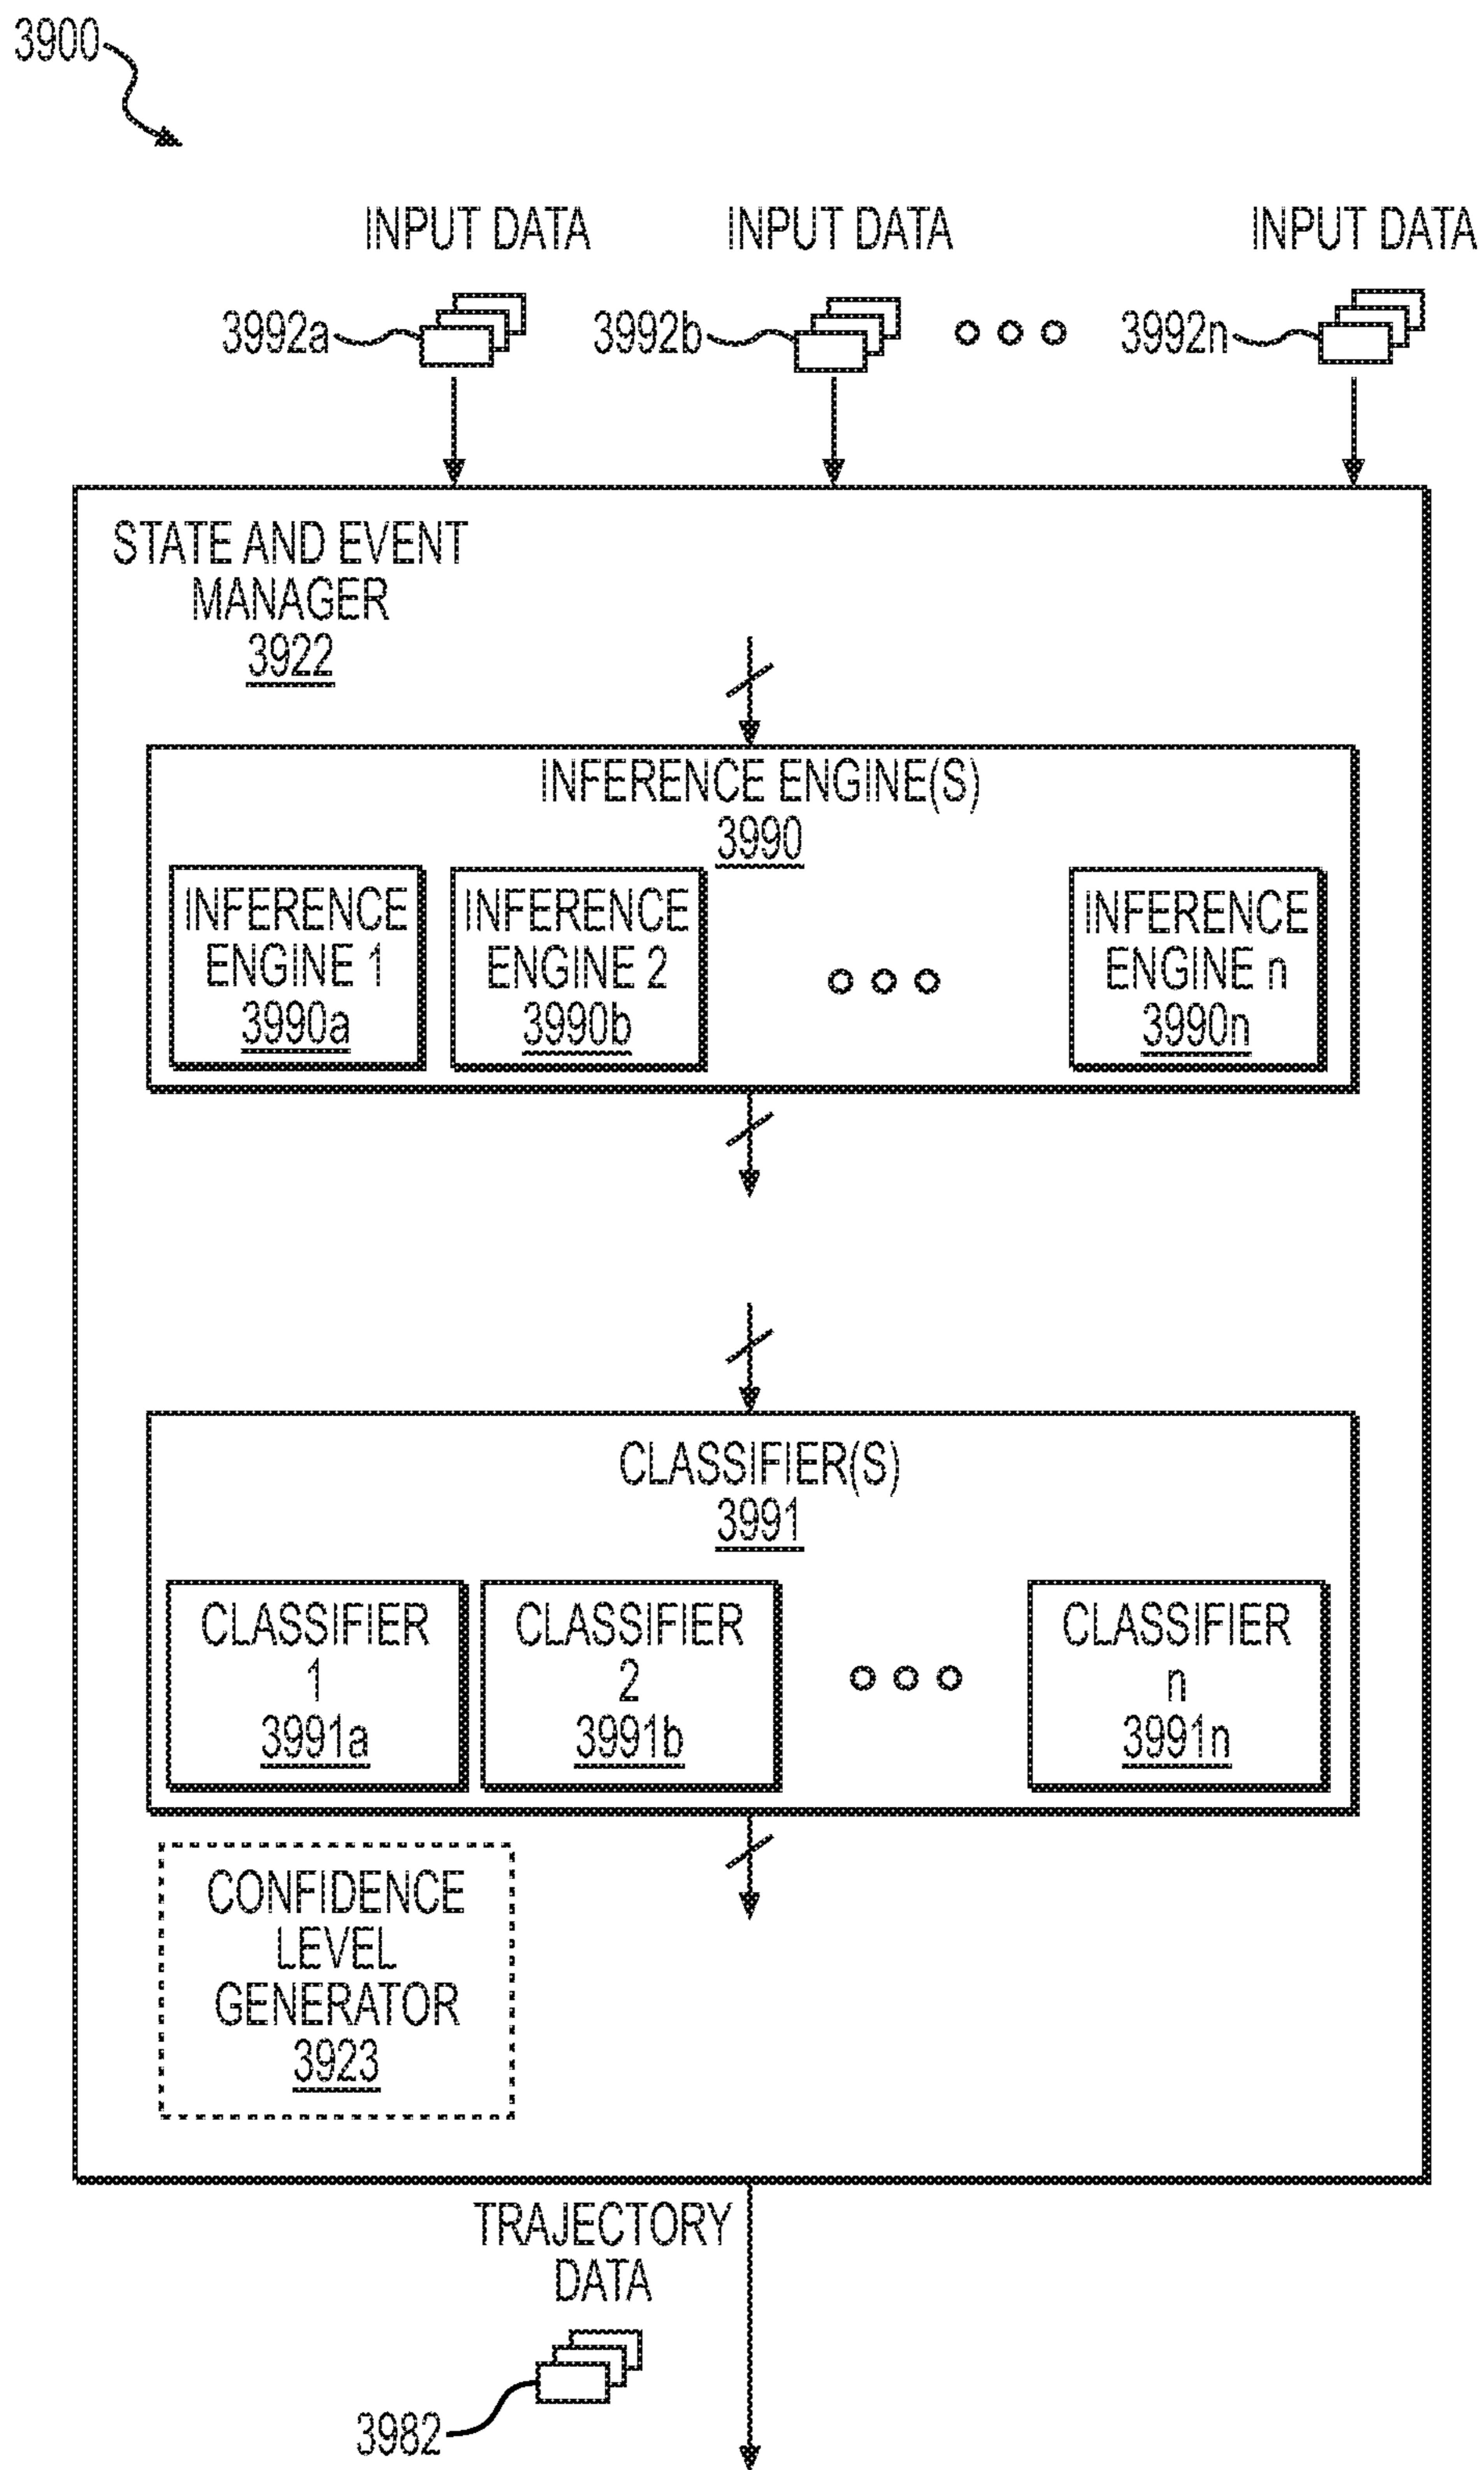 3900
INPUT DATA
INPUT DATA
INPUT DATA
3992a
3992b
3992n
STATE AND EVENT
MANAGER
3922
INFERENCE ENGINE(S)
3990
INFERENCE
ENGINE 1
3990a
INFERENCE
ENGINE 2
3990b
INFERENCE
ENGINE n
3990n
CLASSIFIER(S)
3991
CLASSIFIER
1
3991a
CLASSIFIER
2
3991b
CLASSIFIER
n
3991n
CONFIDENCE
LEVEL
GENERATOR
3923
TRAJECTORY
DATA
3982